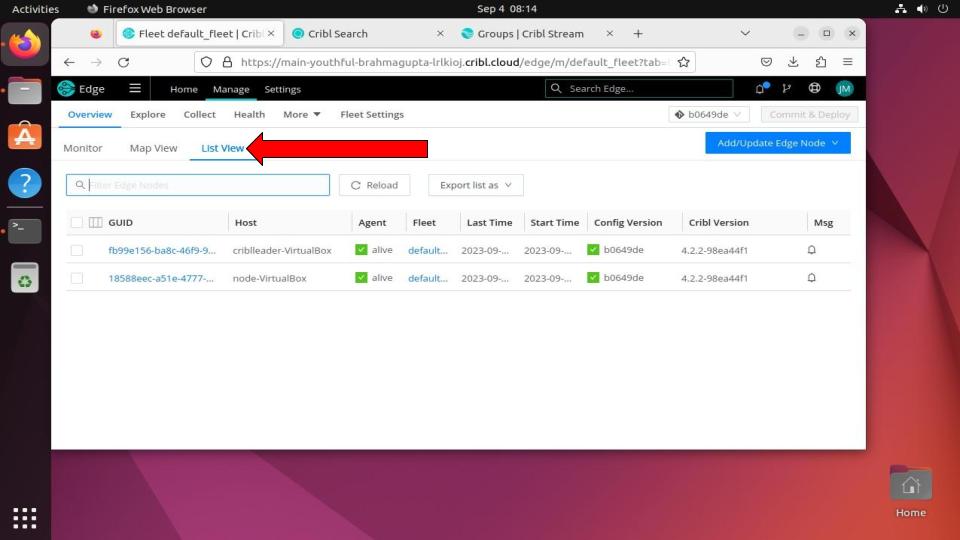 Activities Firefox Web Browser Sep 4 08:14
Fleet default_fleet | Cribl × Cribl Search × Groups | Cribl Stream × +
https://main-youthful-brahmagupta-lrlkioj.cribl.cloud/edge/m/default_fleet?tab=
Edge Home Manage Settings Search Edge... JM
Overview Explore Collect Health More Fleet Settings b0649de Commit & Deploy
Monitor Map View List View Add/Update Edge Node
Filter Edge Nodes Reload Export list as
GUID Host Agent Fleet Last Time Start Time Config Version Cribl Version Msg
fb99e156-ba8c-46f9-9... criblleader-VirtualBox alive default... 2023-09-... 2023-09-... b0649de 4.2.2-98ea44f1
18588eec-a51e-4777-... node-VirtualBox alive default... 2023-09-... 2023-09-... b0649de 4.2.2-98ea44f1
Home